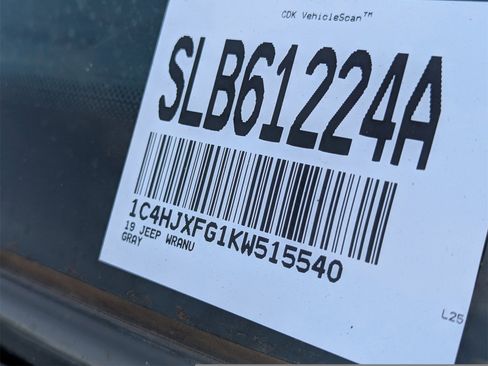 CDK VehicleScan™
SLB61224A
1C4HJXFG1KW515540
19 JEEP WRANU
GRAY
L25